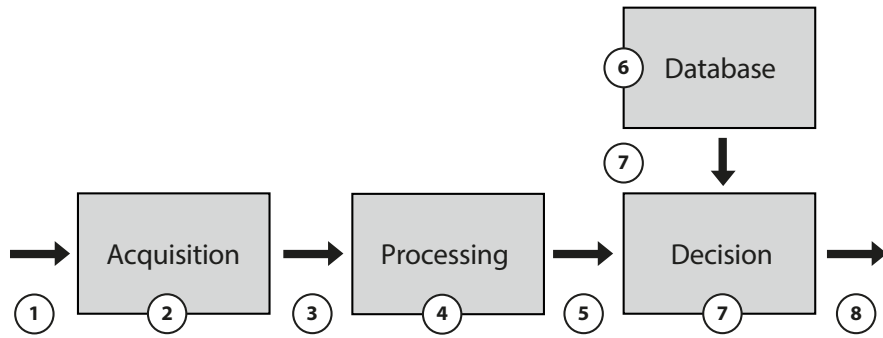 6
Database
7
Acquisition
Processing
Decision
1
2
3
4
5
7
8